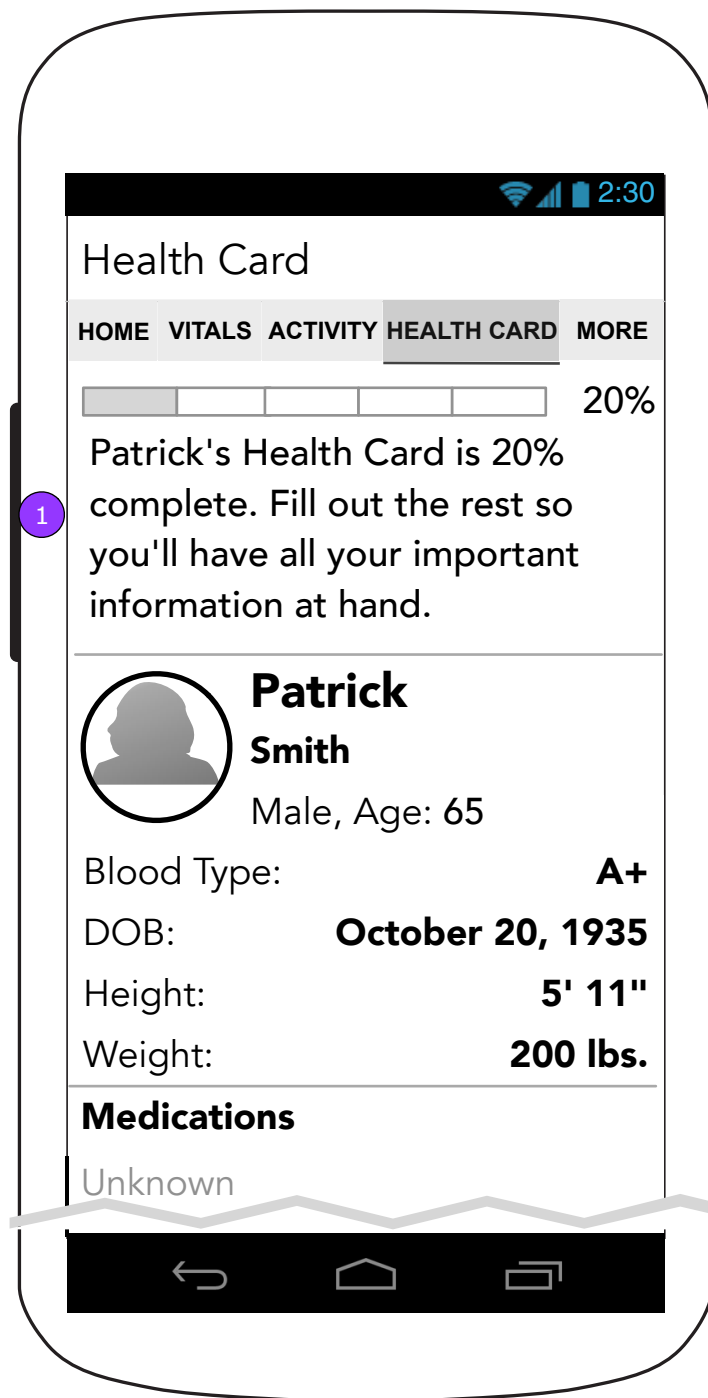 2:30
Health Card
HOME VITALS ACTIVITY HEALTH CARD MORE
20%
Patrick's Health Card is 20%
complete. Fill out the rest so
you'll have all your important
information at hand.
1
Patrick
Smith
Male, Age: 65
Blood Type: A+
DOB: October 20, 1935
Height: 5' 11"
Weight: 200 lbs.
Medications
Unknown